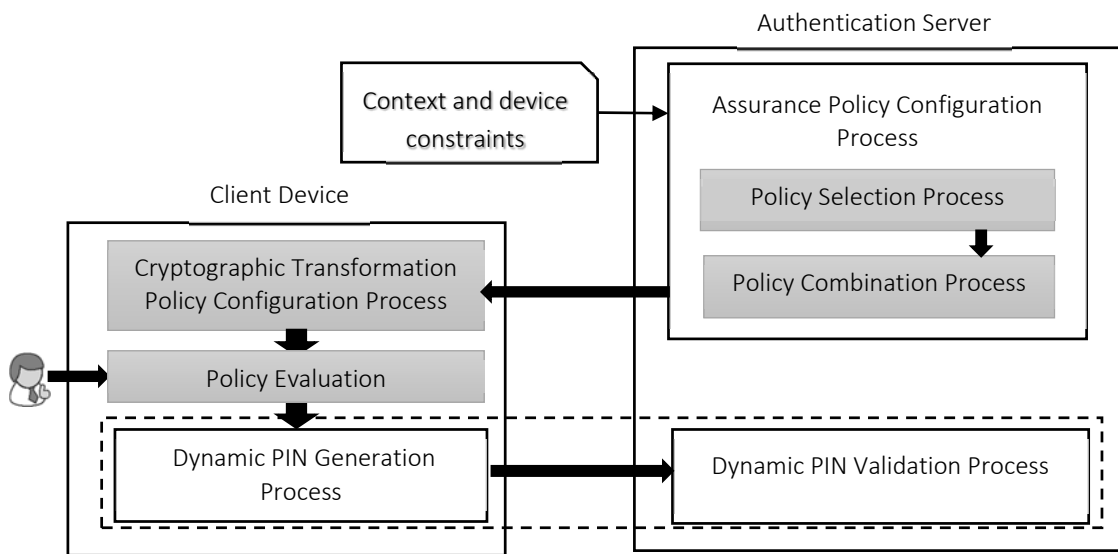 Authentication Server
Context and device
constraints
Assurance Policy Configuration
Process
Policy Selection Process
Policy Combination Process
Client Device
Cryptographic Transformation
Policy Configuration Process
Policy Evaluation
Dynamic PIN Generation
Process
Dynamic PIN Validation Process